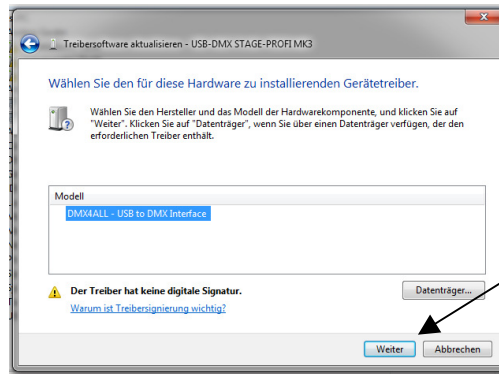 Treibersoftware aktualisieren - USB-DMX STAGE-PROFI MK3
Wählen Sie den für diese Hardware zu installierenden Gerätetreiber.
Wählen Sie den Hersteller und das Modell der Hardwarekomponente, und klicken Sie auf
"Weiter". Klicken Sie auf "Datenträger", wenn Sie über einen Datenträger verfügen, der den
erforderlichen Treiber enthält.
Modell
DMX4ALL - USB to DMX Interface
Der Treiber hat keine digitale Signatur.
Datenträger...
Warum ist Treibersignierung wichtig?
Weiter
Abbrechen